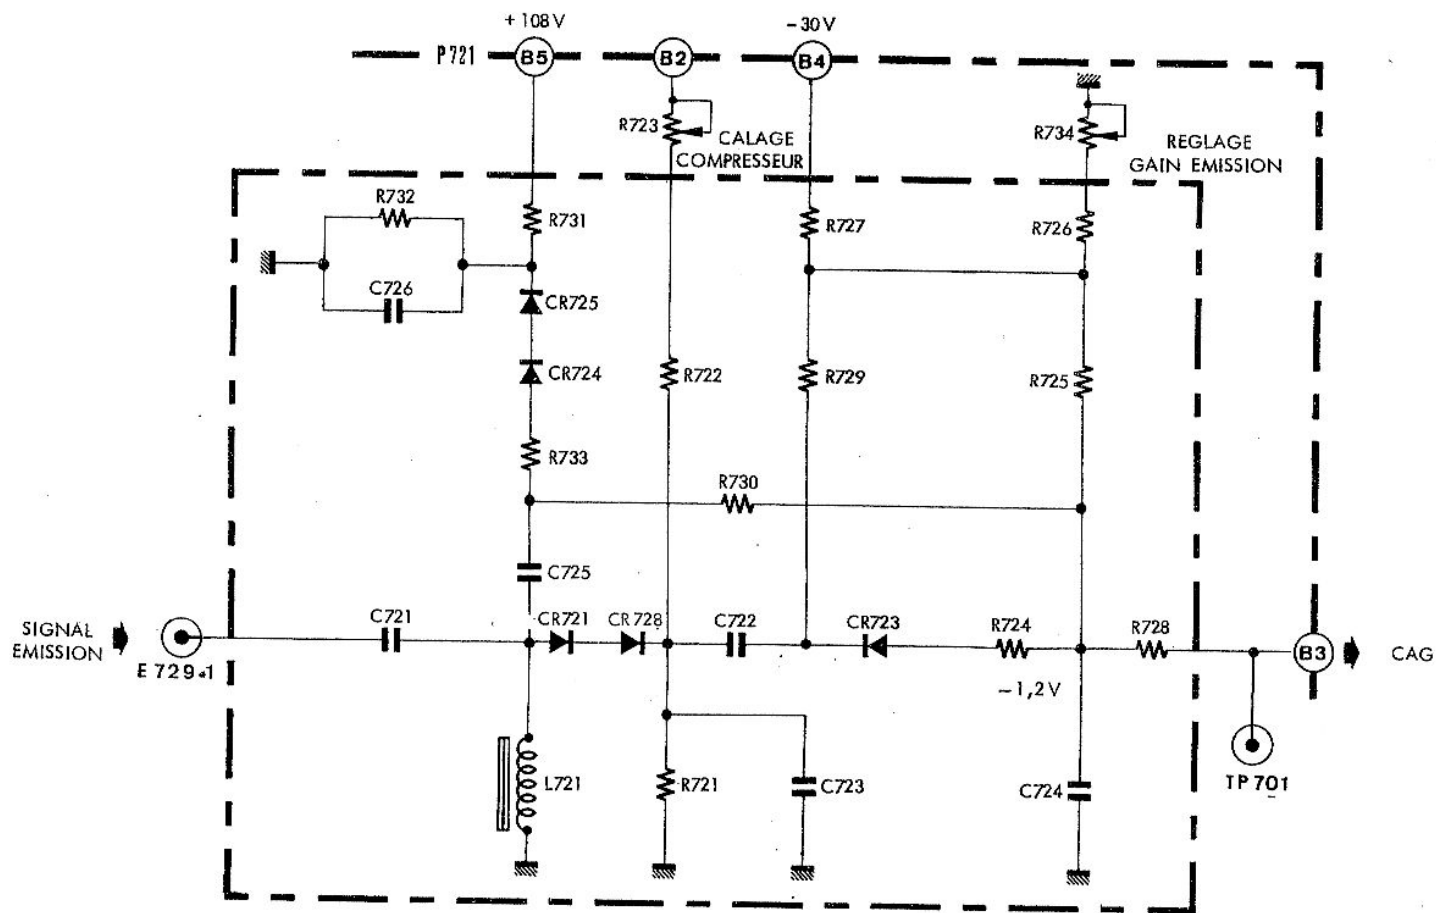 +108V
-30V
P721
B5
B2
B4
R723
CALAGE
COMPRESSEUR
R734
REGLAGE
GAIN EMISSION
R732
R731
R727
R726
C726
CR725
CR724
R722
R729
R725
R733
R730
C725
C721
CR721
CR728
C722
CR723
R724
R728
SIGNAL
EMISSION
E729-1
B3
CAG
-1,2V
L721
R721
C723
C724
TP701